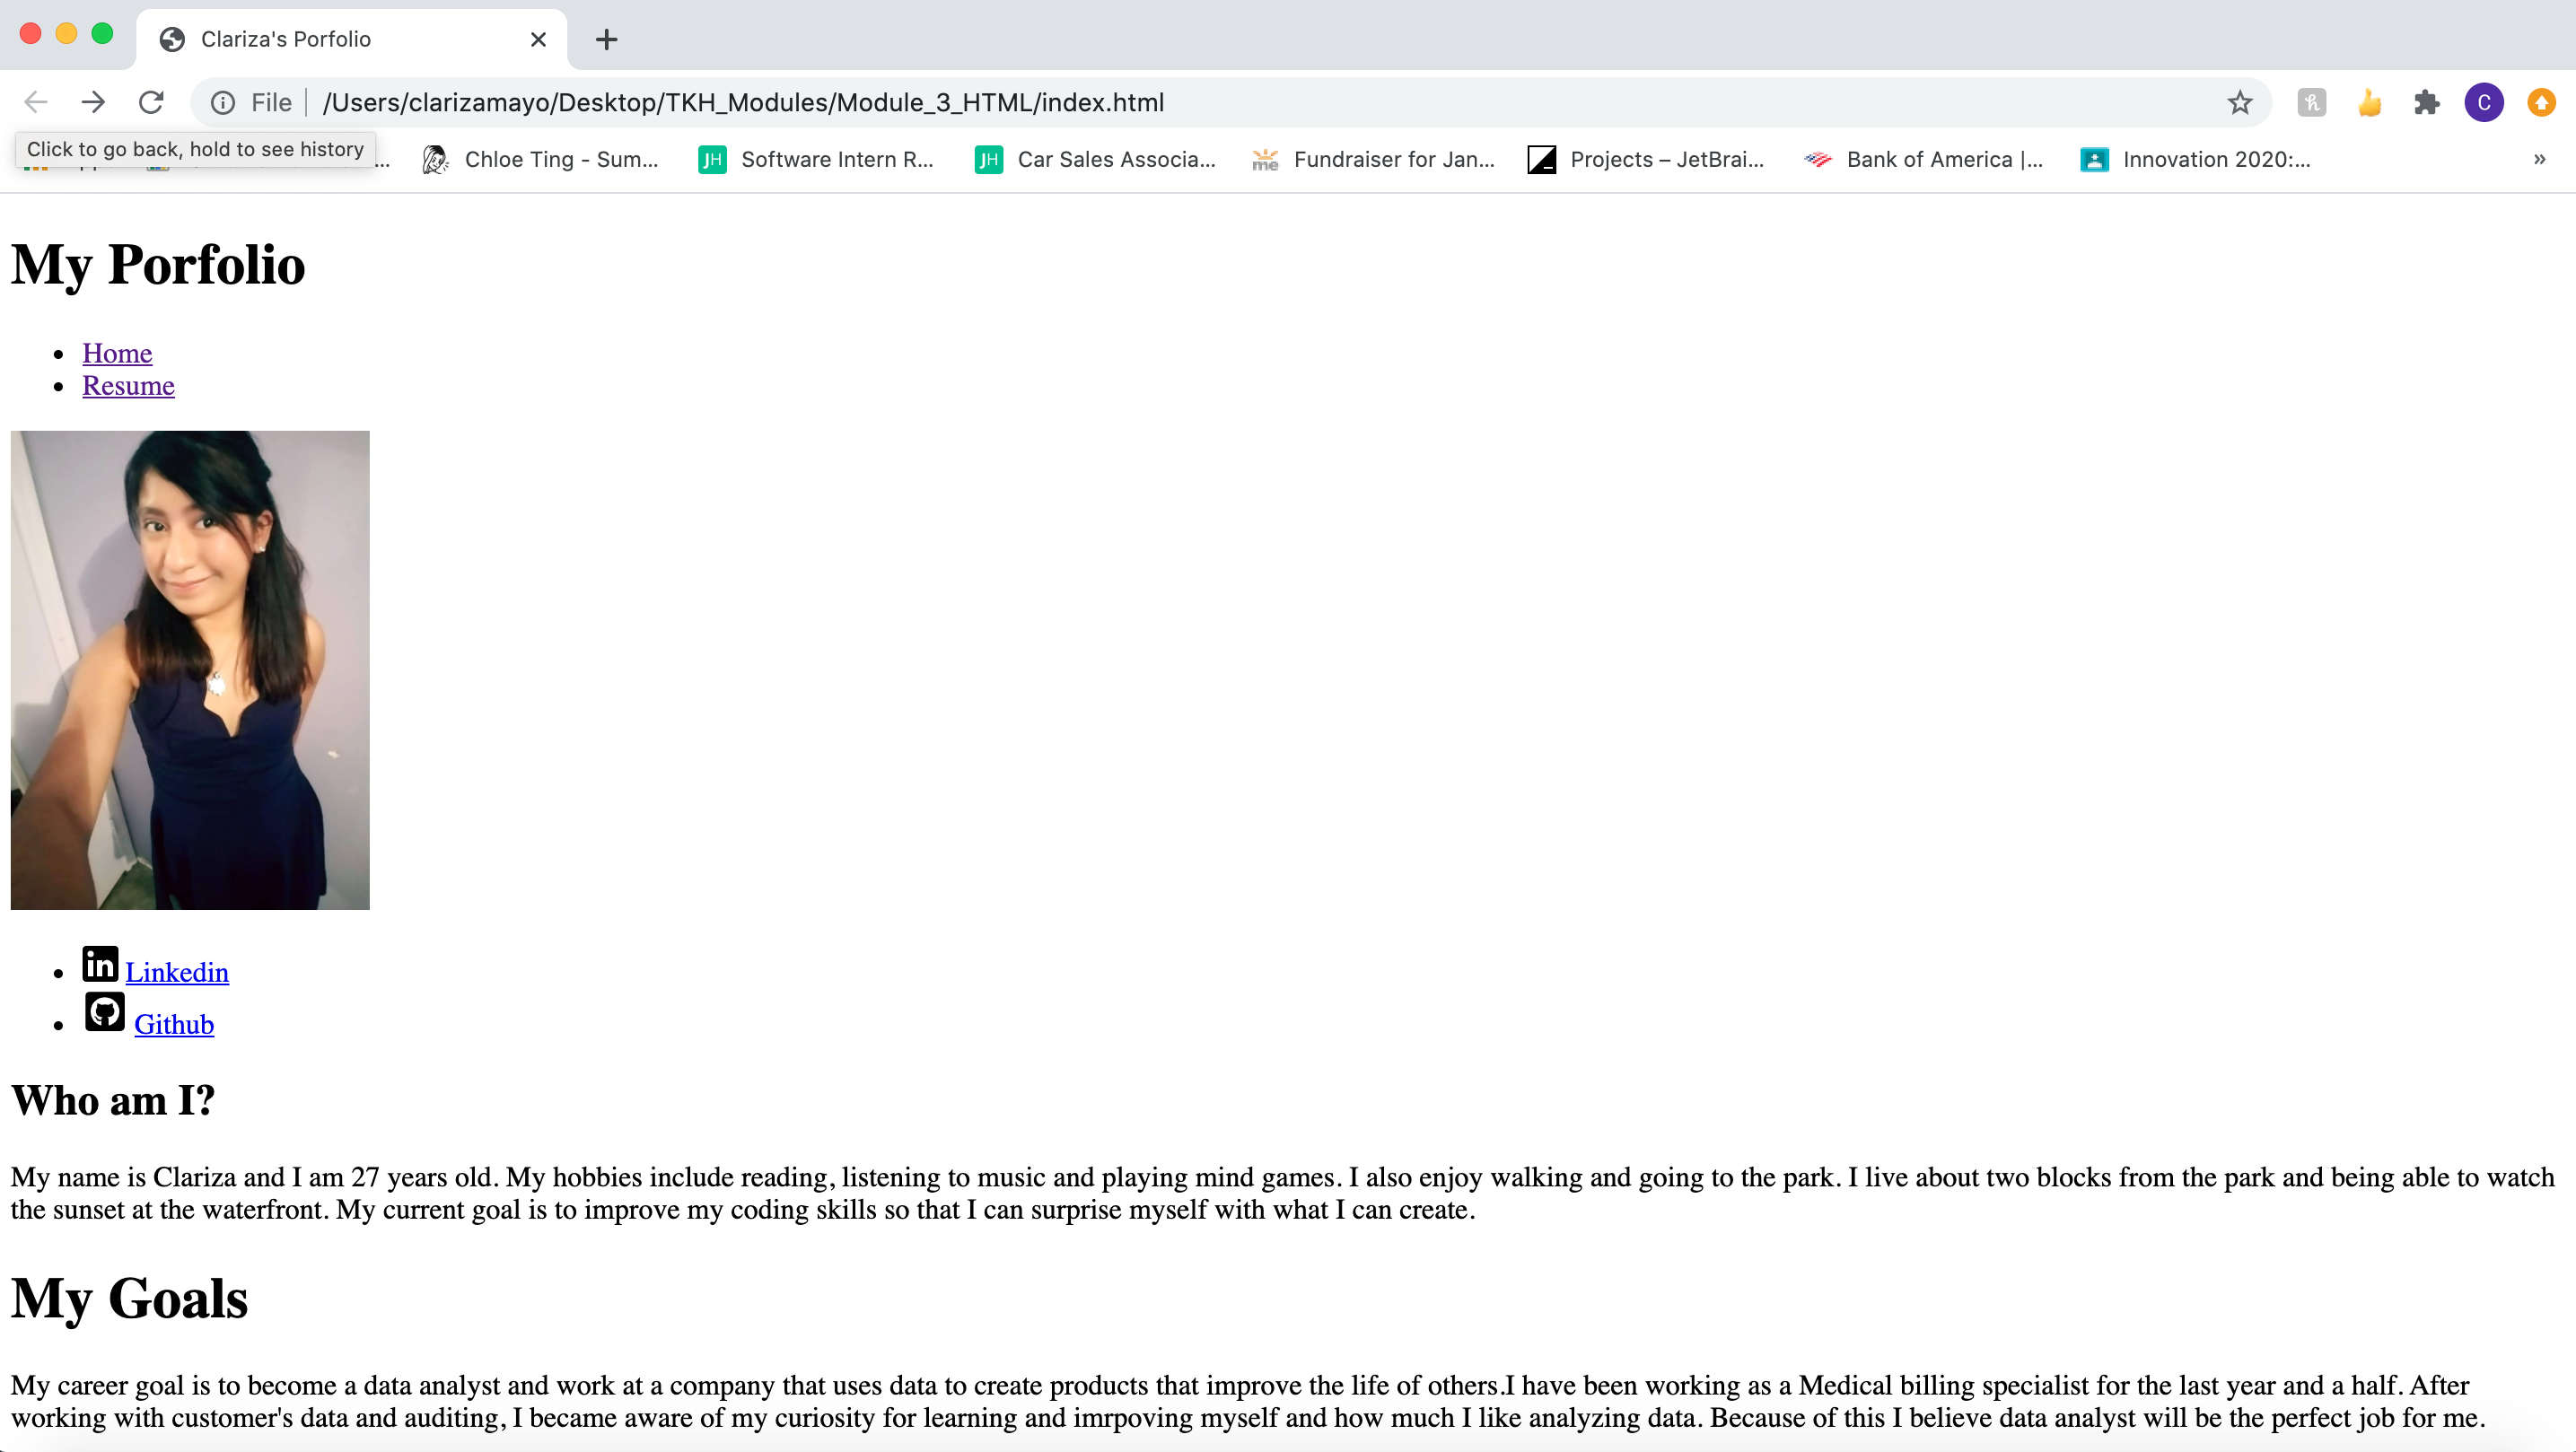 Clariza's Porfolio
File /Users/clarizamayo/Desktop/TKH_Modules/Module_3_HTML/index.html
C
Click to go back, hold to see history
... Chloe Ting - Sum... JH Software Intern R... JH Car Sales Associa... me Fundraiser for Jan... Projects – JetBrai... Bank of America |... Innovation 2020:... »
My Porfolio
• Home
• Resume
• in Linkedin
• Github
Who am I?
My name is Clariza and I am 27 years old. My hobbies include reading, listening to music and playing mind games. I also enjoy walking and going to the park. I live about two blocks from the park and being able to watch
the sunset at the waterfront. My current goal is to improve my coding skills so that I can surprise myself with what I can create.
My Goals
My career goal is to become a data analyst and work at a company that uses data to create products that improve the life of others.I have been working as a Medical billing specialist for the last year and a half. After
working with customer's data and auditing, I became aware of my curiosity for learning and imrpoving myself and how much I like analyzing data. Because of this I believe data analyst will be the perfect job for me.